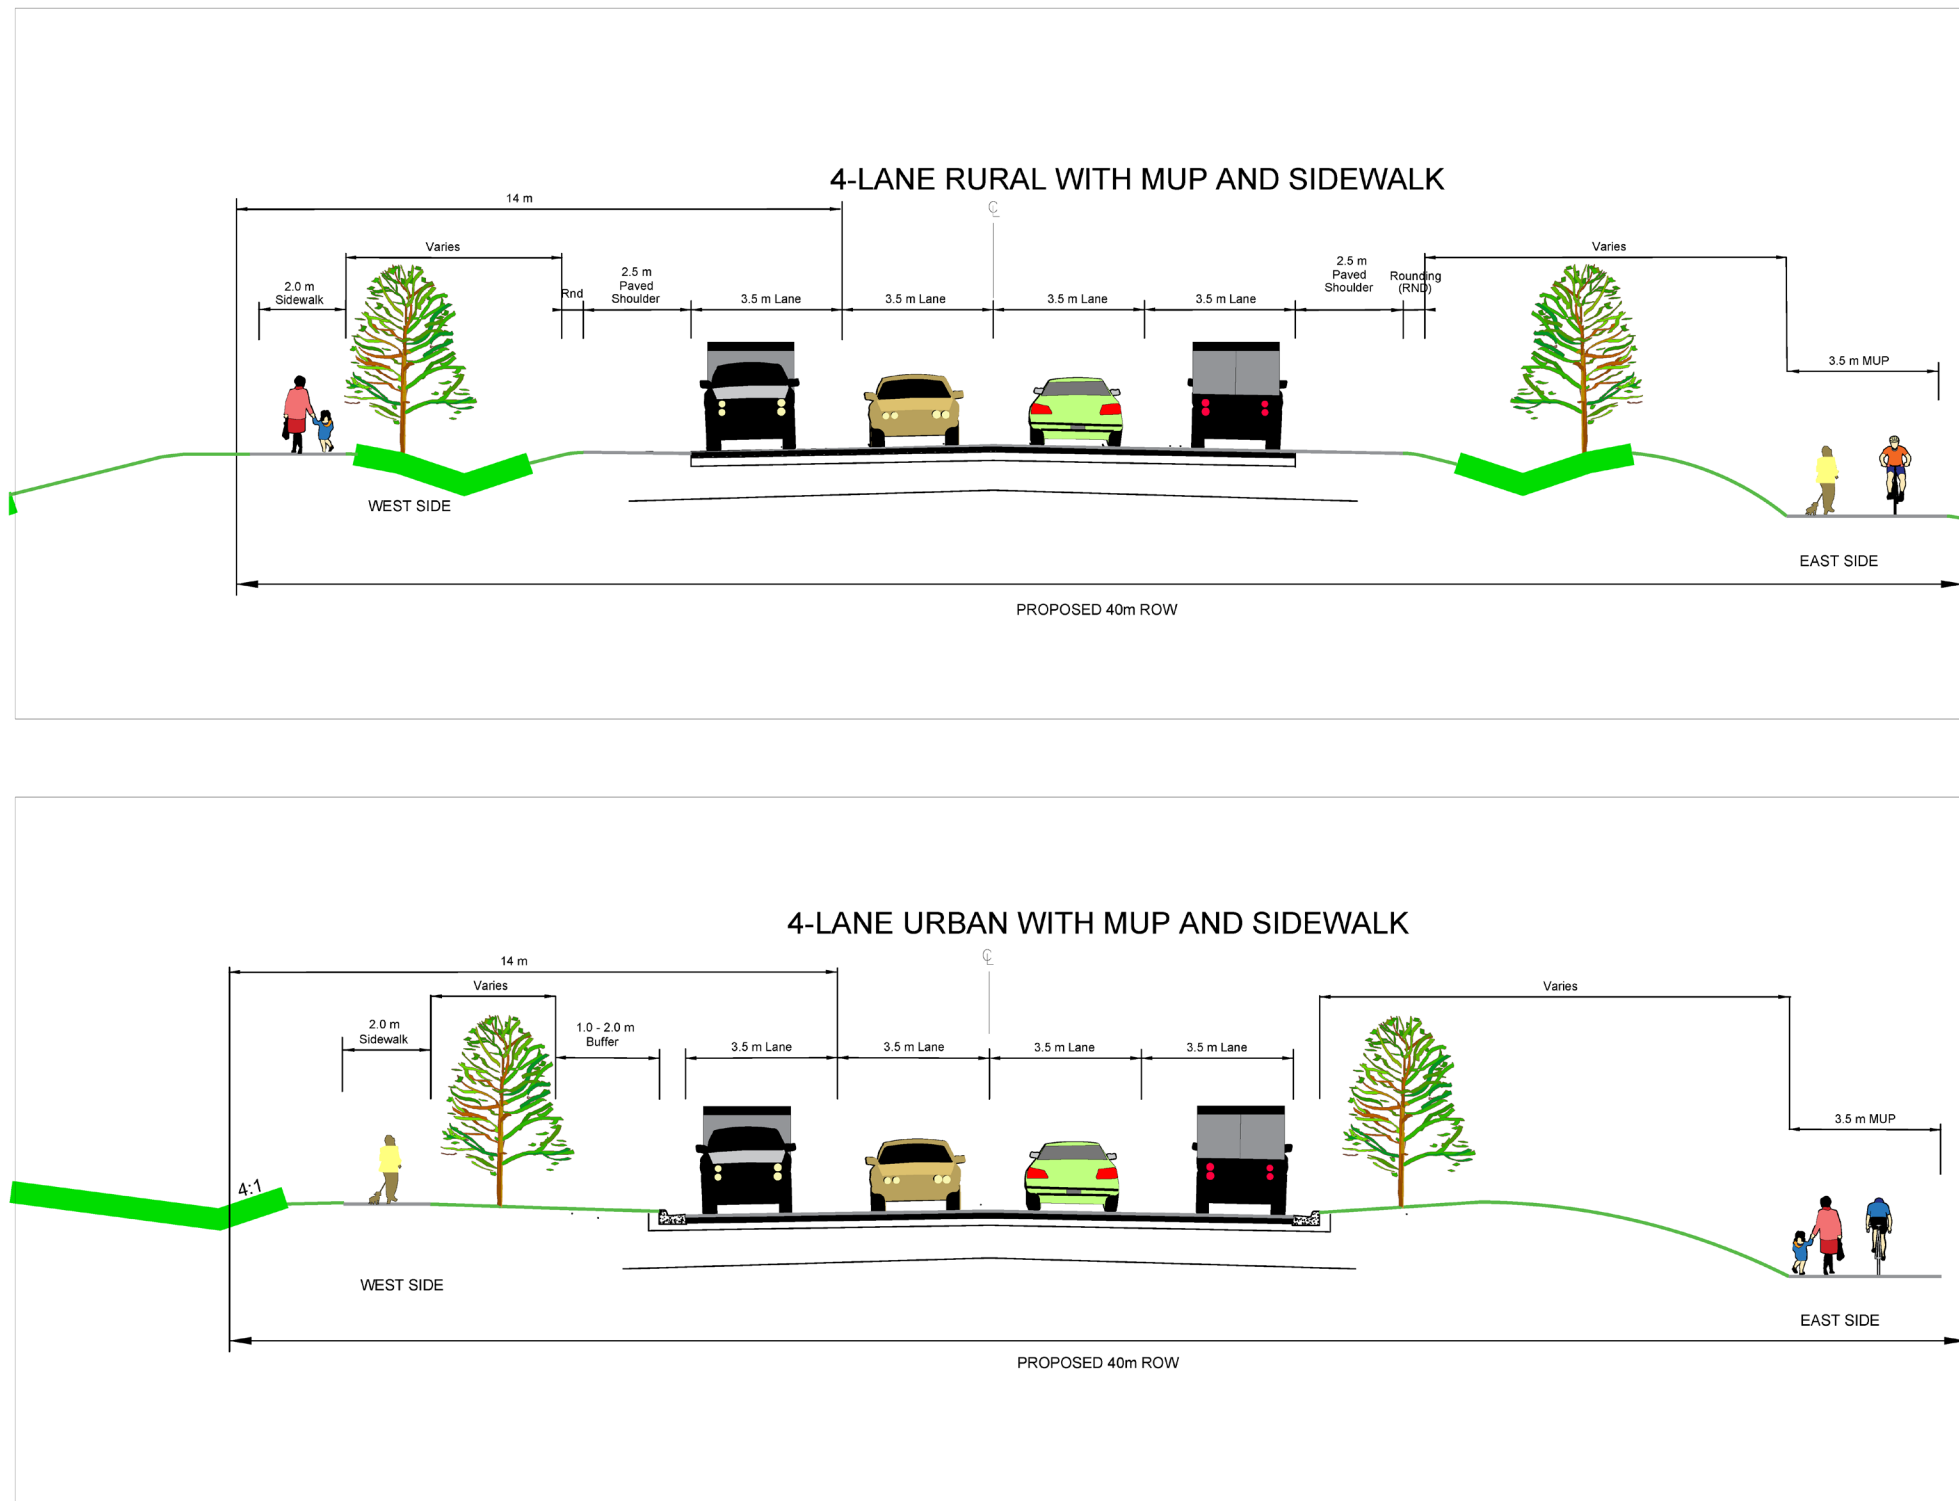 4-LANE RURAL WITH MUP AND SIDEWALK
14 m
℄
Varies
Varies
2.0 m
Sidewalk
Rnd
2.5 m
Paved
Shoulder
3.5 m Lane
3.5 m Lane
3.5 m Lane
3.5 m Lane
2.5 m
Paved
Shoulder
Rounding
(RND)
3.5 m MUP
WEST SIDE
EAST SIDE
PROPOSED 40m ROW
4-LANE URBAN WITH MUP AND SIDEWALK
14 m
℄
Varies
Varies
2.0 m
Sidewalk
1.0 - 2.0 m
Buffer
3.5 m Lane
3.5 m Lane
3.5 m Lane
3.5 m Lane
3.5 m MUP
4:1
WEST SIDE
EAST SIDE
PROPOSED 40m ROW